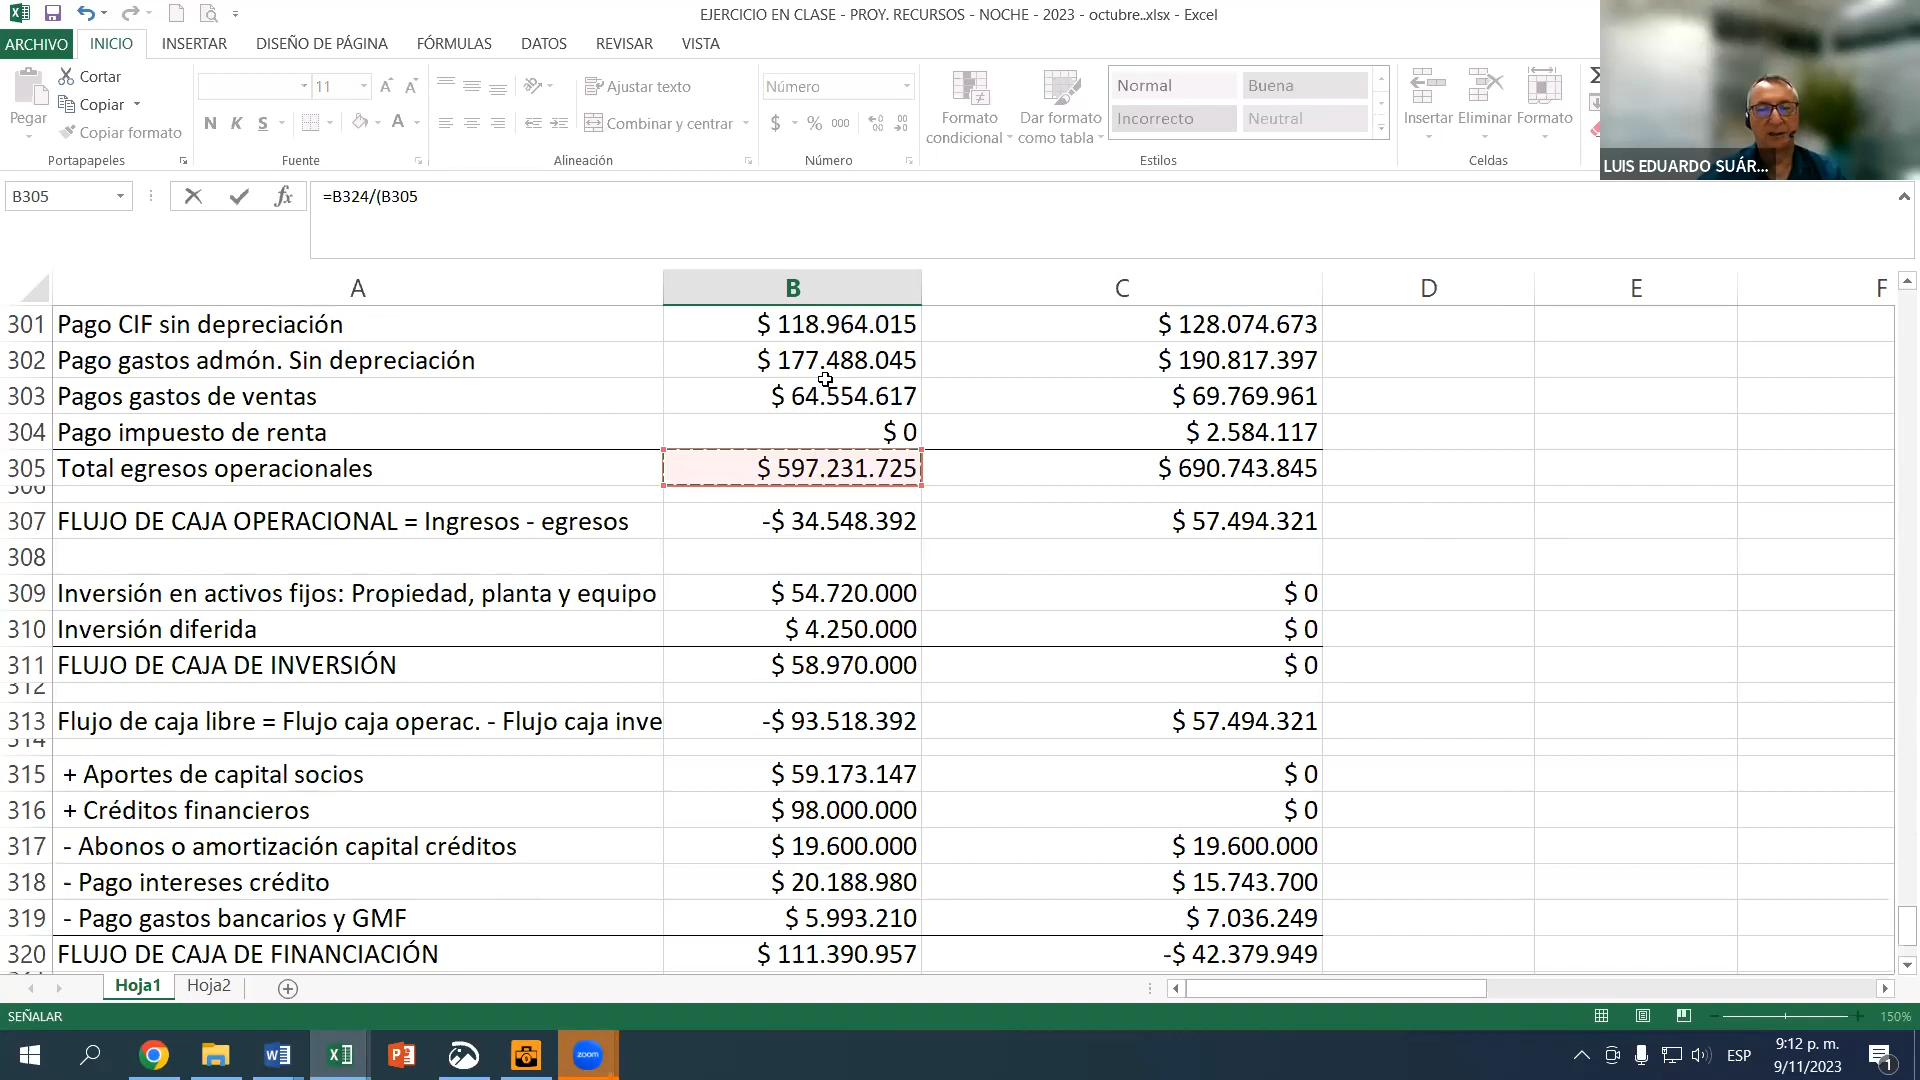 EJERCICIO EN CLASE - PROY. RECURSOS - NOCHE - 2023 - octubre..xlsx - Excel
ARCHIVO INICIO INSERTAR DISEÑO DE PÁGINA FÓRMULAS DATOS REVISAR VISTA
Pegar
Cortar
Copiar
Copiar formato
Portapapeles
11
N K S
Fuente
Ajustar texto
Combinar y centrar
Alineación
Número
$ % 000
Número
Formato condicional
Dar formato como tabla
Normal Buena
Incorrecto Neutral
Estilos
Insertar Eliminar Formato
Celdas
LUIS EDUARDO SUÁR...
B305 fx =B324/(B305
A B C D E F
301 Pago CIF sin depreciación $ 118.964.015 $ 128.074.673
302 Pago gastos admón. Sin depreciación $ 177.488.045 $ 190.817.397
303 Pagos gastos de ventas $ 64.554.617 $ 69.769.961
304 Pago impuesto de renta $ 0 $ 2.584.117
305 Total egresos operacionales $ 597.231.725 $ 690.743.845
306
307 FLUJO DE CAJA OPERACIONAL = Ingresos - egresos -$ 34.548.392 $ 57.494.321
308
309 Inversión en activos fijos: Propiedad, planta y equipo $ 54.720.000 $ 0
310 Inversión diferida $ 4.250.000 $ 0
311 FLUJO DE CAJA DE INVERSIÓN $ 58.970.000 $ 0
312
313 Flujo de caja libre = Flujo caja operac. - Flujo caja inve -$ 93.518.392 $ 57.494.321
314
315 + Aportes de capital socios $ 59.173.147 $ 0
316 + Créditos financieros $ 98.000.000 $ 0
317 - Abonos o amortización capital créditos $ 19.600.000 $ 19.600.000
318 - Pago intereses crédito $ 20.188.980 $ 15.743.700
319 - Pago gastos bancarios y GMF $ 5.993.210 $ 7.036.249
320 FLUJO DE CAJA DE FINANCIACIÓN $ 111.390.957 -$ 42.379.949
Hoja1 Hoja2
SEÑALAR 150%
zoom
ESP
9:12 p. m.
9/11/2023
1